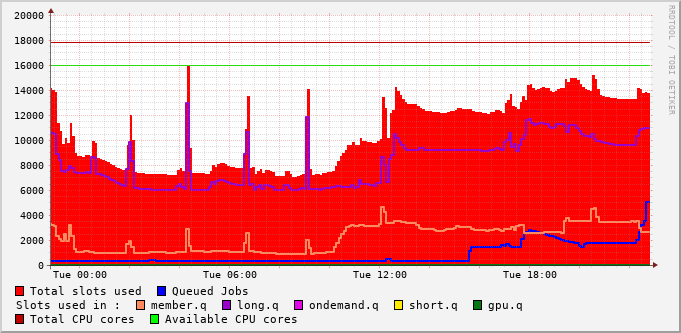 20000
18000
16000
14000
12000
10000
8000
6000
4000
2000
0
Tue 00:00 Tue 06:00 Tue 12:00 Tue 18:00
RRDTOOL / TOBI OETIKER
Total slots used Queued Jobs
Slots used in : member.q long.q ondemand.q short.q gpu.q
Total CPU cores Available CPU cores